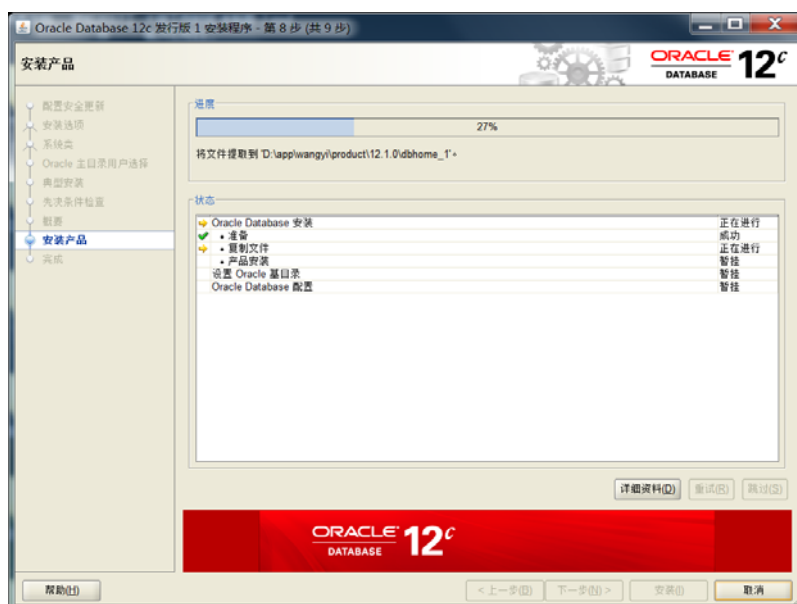 Oracle Database 12c 发行版 1 安装程序 - 第 8 步 (共 9 步)
安装产品
ORACLE
DATABASE
12c
配置安全更新
安装选项
系统类
Oracle 主目录用户选择
典型安装
先决条件检查
概要
安装产品
完成
进度
27%
将文件提取到 'D:\app\wangyi\product\12.1.0\dbhome_1'。
状态
Oracle Database 安装 正在进行
• 准备 成功
• 复制文件 正在进行
• 产品安装 暂挂
设置 Oracle 基目录 暂挂
Oracle Database 配置 暂挂
详细资料(D) 重试(R) 跳过(S)
ORACLE
DATABASE
12c
帮助(H) < 上一步(B) 下一步(N) > 安装(I) 取消